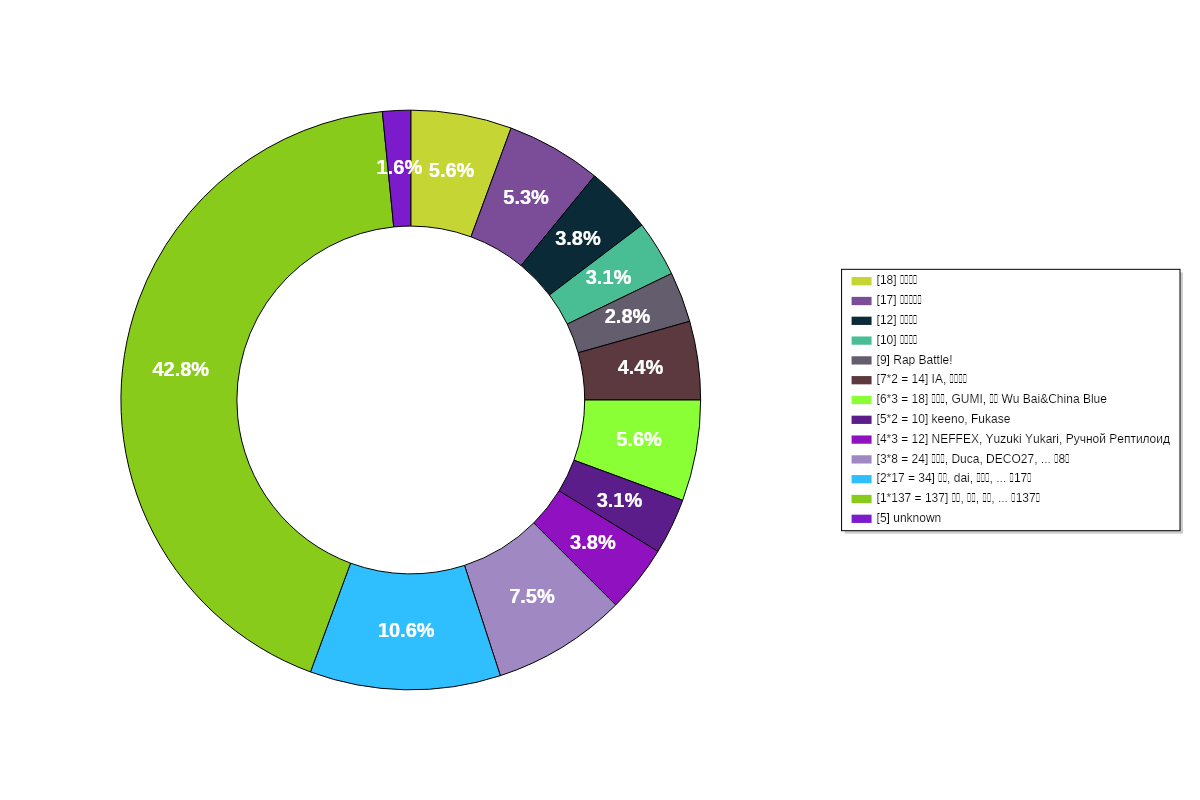 1.6%
5.6%
5.3%
3.8%
3.1%
2.8%
4.4%
5.6%
3.1%
3.8%
7.5%
10.6%
42.8%
[18]
[17]
[12]
[10]
[9] Rap Battle!
[7*2 = 14] IA,
[6*3 = 18] , GUMI, Wu Bai&China Blue
[5*2 = 10] keeno, Fukase
[4*3 = 12] NEFFEX, Yuzuki Yukari, Ручной Рептилоид
[3*8 = 24] , Duca, DECO27, ... 8
[2*17 = 34] , dai, , ... 17
[1*137 = 137] , , , ... 137
[5] unknown